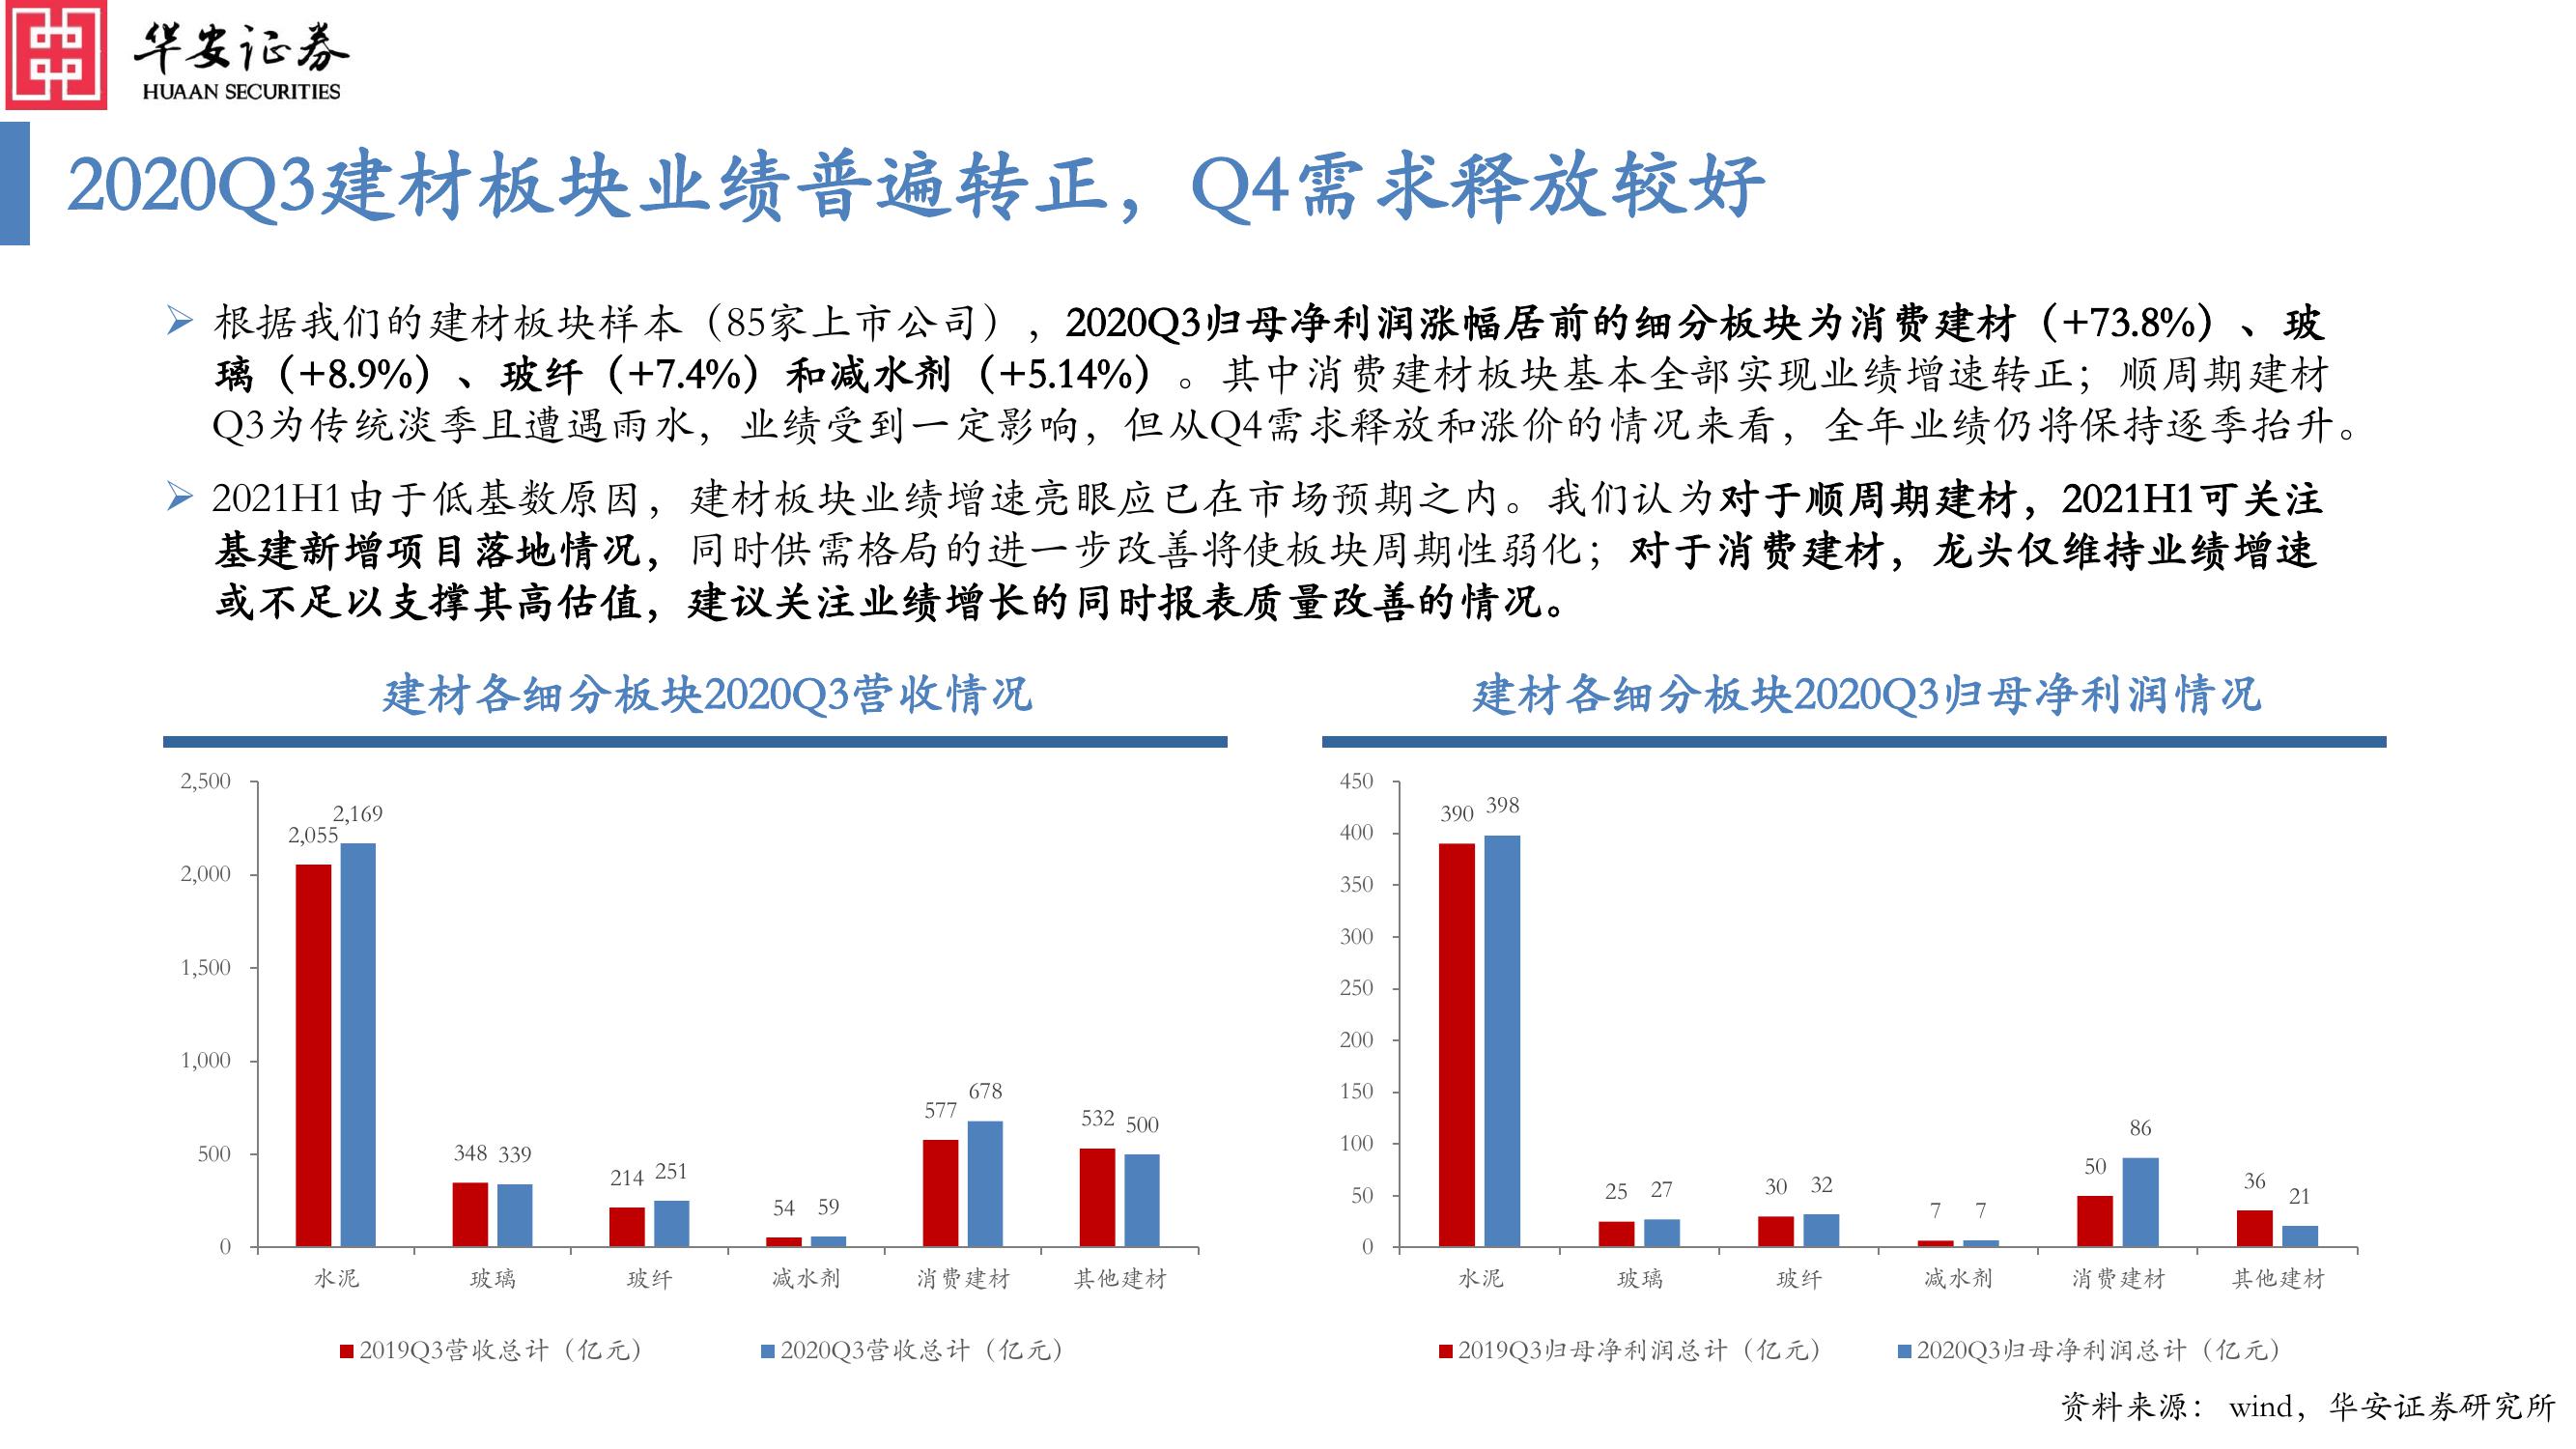 华安证券
HUAAN SECURITIES
2020Q3建材板块业绩普遍转正，Q4需求释放较好
➢ 根据我们的建材板块样本（85家上市公司），2020Q3归母净利润涨幅居前的细分板块为消费建材（+73.8%）、玻
璃（+8.9%）、玻纤（+7.4%）和减水剂（+5.14%）。其中消费建材板块基本全部实现业绩增速转正；顺周期建材
Q3为传统淡季且遭遇雨水，业绩受到一定影响，但从Q4需求释放和涨价的情况来看，全年业绩仍将保持逐季抬升。
➢ 2021H1由于低基数原因，建材板块业绩增速亮眼应已在市场预期之内。我们认为对于顺周期建材，2021H1可关注
基建新增项目落地情况，同时供需格局的进一步改善将使板块周期性弱化；对于消费建材，龙头仅维持业绩增速
或不足以支撑其高估值，建议关注业绩增长的同时报表质量改善的情况。
建材各细分板块2020Q3营收情况
2,500
2,000
1,500
1,000
500
0
2,055
2,169
348 339
214 251
54 59
577 678
532 500
水泥 玻璃 玻纤 减水剂 消费建材 其他建材
2019Q3营收总计（亿元） 2020Q3营收总计（亿元）
建材各细分板块2020Q3归母净利润情况
450
400
350
300
250
200
150
100
50
0
390 398
25 27
30 32
7 7
50 86
36 21
水泥 玻璃 玻纤 减水剂 消费建材 其他建材
2019Q3归母净利润总计（亿元） 2020Q3归母净利润总计（亿元）
资料来源： wind，华安证券研究所